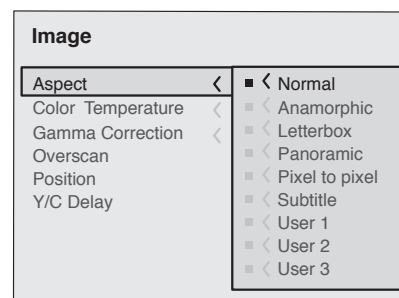 Image
Aspect
Color Temperature
Gamma Correction
Overscan
Position
Y/C Delay
Normal
Anamorphic
Letterbox
Panoramic
Pixel to pixel
Subtitle
User 1
User 2
User 3